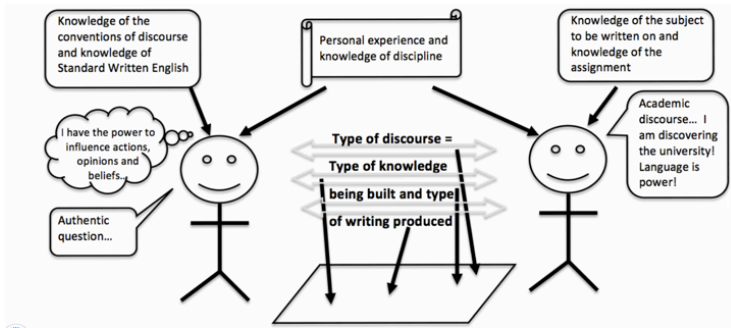 Knowledge of the
conventions of discourse
and knowledge of
Standard Written English
Personal experience and
knowledge of discipline
Knowledge of the subject
to be written on and
knowledge of the
assignment
I have the power to
influence actions,
opinions and
beliefs...
Authentic
question...
Type of discourse =
Type of knowledge
being built and type
of writing produced
Academic
discourse... I
am discovering
the university!
Language is
power!